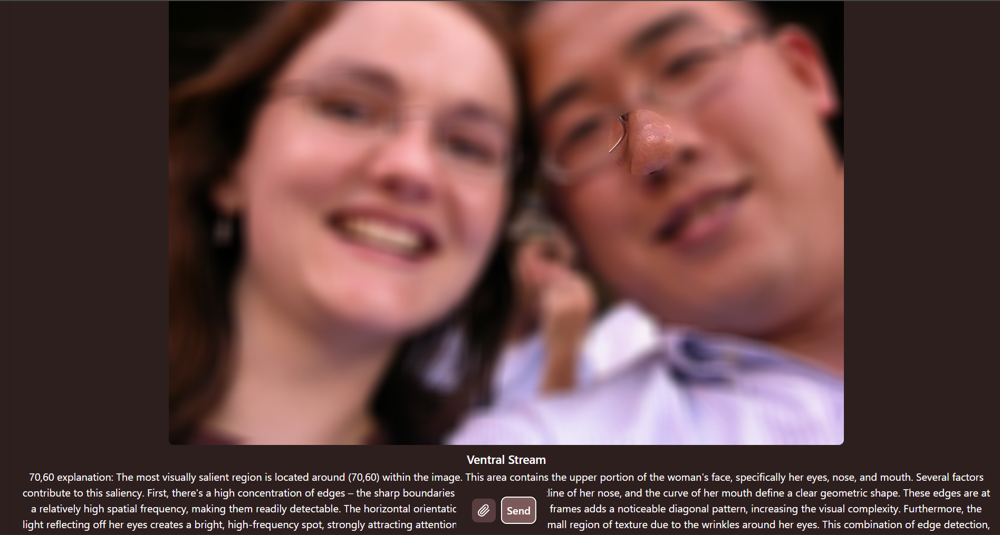 Ventral Stream
70,60 explanation: The most visually salient region is located around (70,60) within the image. This area contains the upper portion of the woman's face, specifically her eyes, nose, and mouth. Several factors
contribute to this saliency. First, there's a high concentration of edges – the sharp boundaries line of her nose, and the curve of her mouth define a clear geometric shape. These edges are at
a relatively high spatial frequency, making them readily detectable. The horizontal frames adds a noticeable diagonal pattern, increasing the visual complexity. Furthermore, the
light reflecting off her eyes creates a bright, high-frequency spot, strongly attracting attention region of texture due to the wrinkles around her eyes. This combination of edge detection,
Send